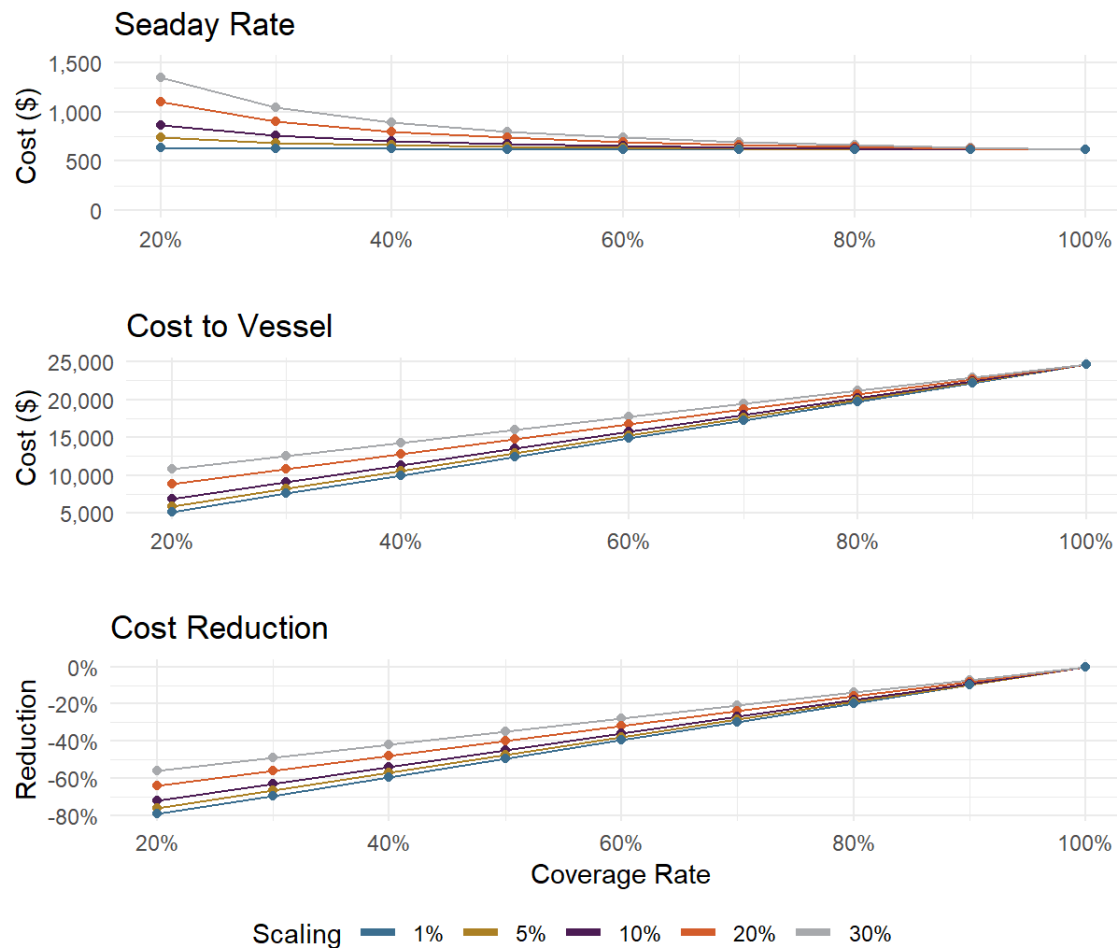 Seaday Rate
Cost ($)
1,500
1,000
500
0
20% 40% 60% 80% 100%
Cost to Vessel
Cost ($)
25,000
20,000
15,000
10,000
5,000
20% 40% 60% 80% 100%
Cost Reduction
Reduction
0%
-20%
-40%
-60%
-80%
20% 40% 60% 80% 100%
Coverage Rate
Scaling 1% 5% 10% 20% 30%